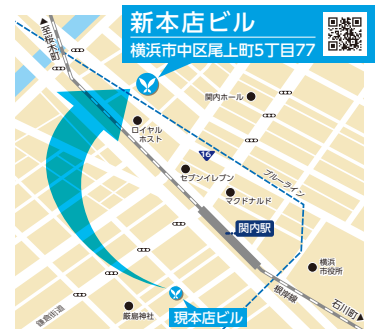 新本店ビル
横浜市中区尾上町5丁目77
至桜木町
関内ホール
ロイヤル
ホスト
16
セブンイレブン
ブルーライン
マクドナルド
関内駅
横浜
市役所
根岸線
石川町
鎌倉街道
厳島神社
現本店ビル